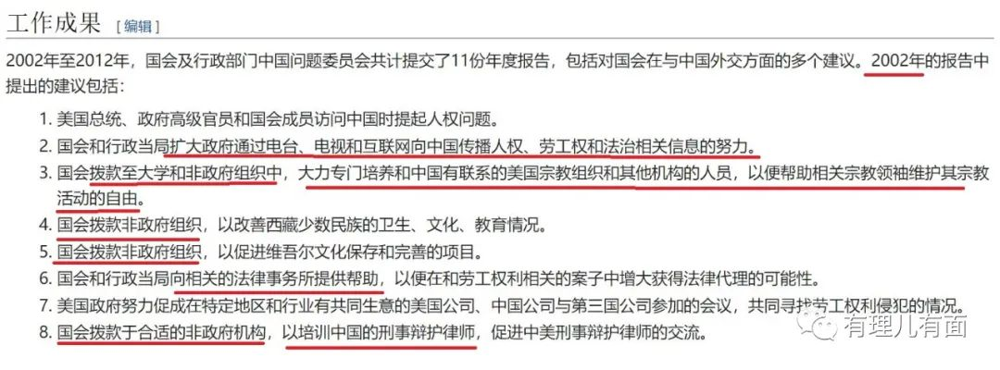 工作成果 [编辑]
2002年至2012年，国会及行政部门中国问题委员会共计提交了11份年度报告，包括对国会在与中国外交方面的多个建议。2002年的报告中
提出的建议包括：
1. 美国总统、政府高级官员和国会成员访问中国时提起人权问题。
2. 国会和行政当局扩大政府通过电台、电视和互联网向中国传播人权、劳工权和法治相关信息的努力。
3. 国会拨款至大学和非政府组织中，大力专门培养和中国有联系的美国宗教组织和其他机构的人员，以便帮助相关宗教领袖维护其宗教
活动的自由。
4. 国会拨款非政府组织，以改善西藏少数民族的卫生、文化、教育情况。
5. 国会拨款非政府组织，以促进维吾尔文化保存和完善的项目。
6. 国会和行政当局向相关的法律事务所提供帮助，以便在和劳工权利相关的案子中增大获得法律代理的可能性。
7. 美国政府努力促成在特定地区和行业有共同生意的美国公司、中国公司与第三国公司参加的会议，共同寻找劳工权利侵犯的情况。
8. 国会拨款于合适的非政府机构，以培训中国的刑事辩护律师，促进中美刑事辩护律师的交流。
有理儿有面